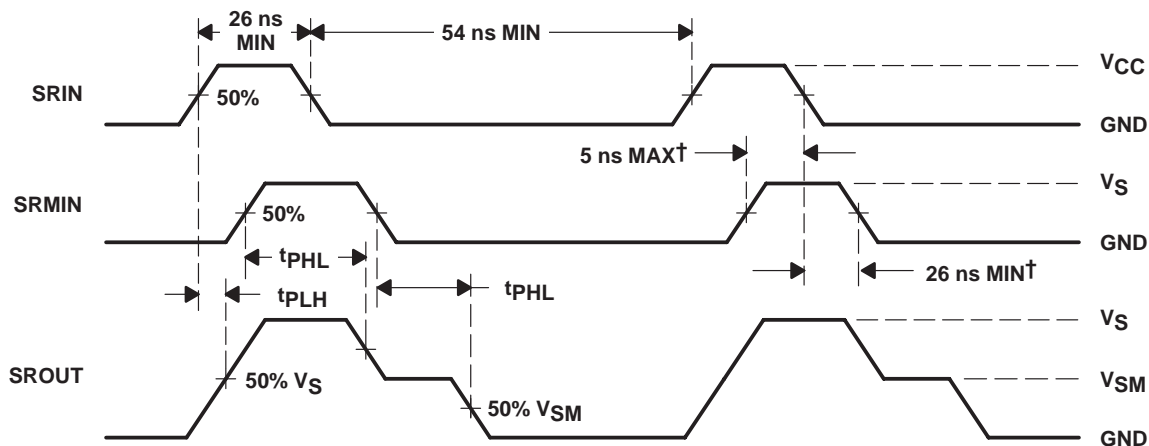 26 ns
MIN
54 ns MIN
VCC
SRIN
50%
GND
5 ns MAX†
VS
SRMIN
50%
GND
tPHL
26 ns MIN†
tPLH
tPHL
VS
SROUT
50% VS
VSM
50% VSM
GND